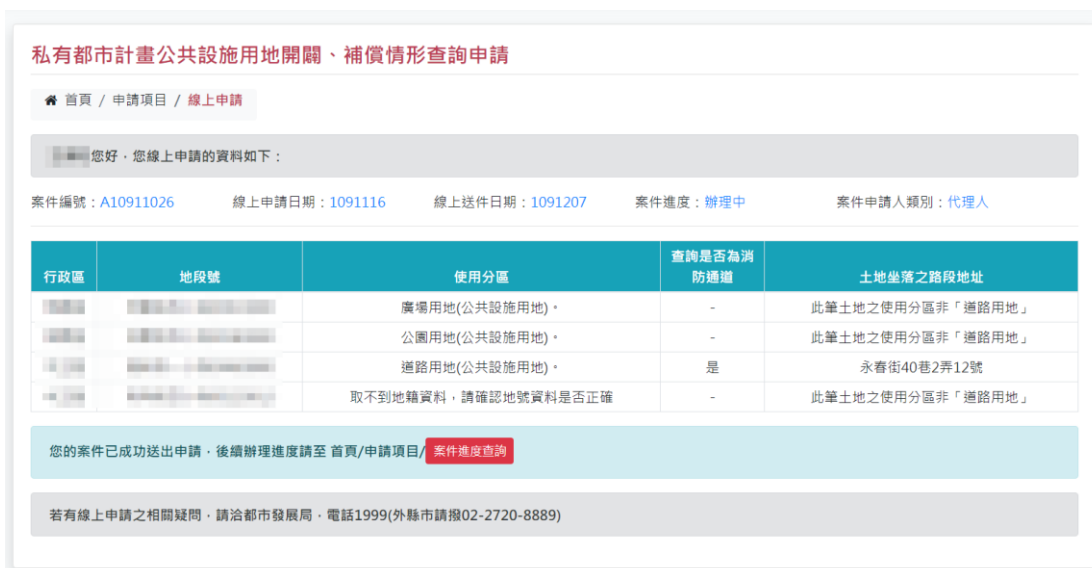 私有都市計畫公共設施用地開闢、補償情形查詢申請
首頁 / 申請項目 / 線上申請
您好，您線上申請的資料如下：
案件編號：A10911026 線上申請日期：1091116 線上送件日期：1091207 案件進度：辦理中 案件申請人類別：代理人
行政區 地段號 使用分區 查詢是否為消防通道 土地坐落之路段地址
廣場用地(公共設施用地)。 - 此筆土地之使用分區非「道路用地」
公園用地(公共設施用地)。 - 此筆土地之使用分區非「道路用地」
道路用地(公共設施用地)。 是 永春街40巷2弄12號
取不到地籍資料，請確認地號資料是否正確 - 此筆土地之使用分區非「道路用地」
您的案件已成功送出申請，後續辦理進度請至 首頁/申請項目/ 案件進度查詢
若有線上申請之相關疑問，請洽都市發展局，電話1999(外縣市請撥02-2720-8889)